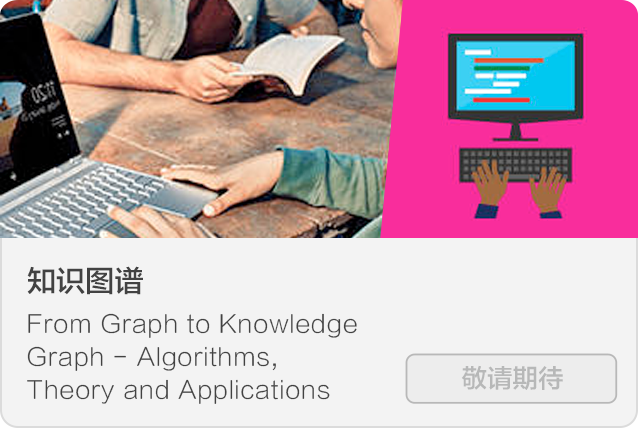 知识图谱
From Graph to Knowledge
Graph – Algorithms,
Theory and Applications
敬请期待